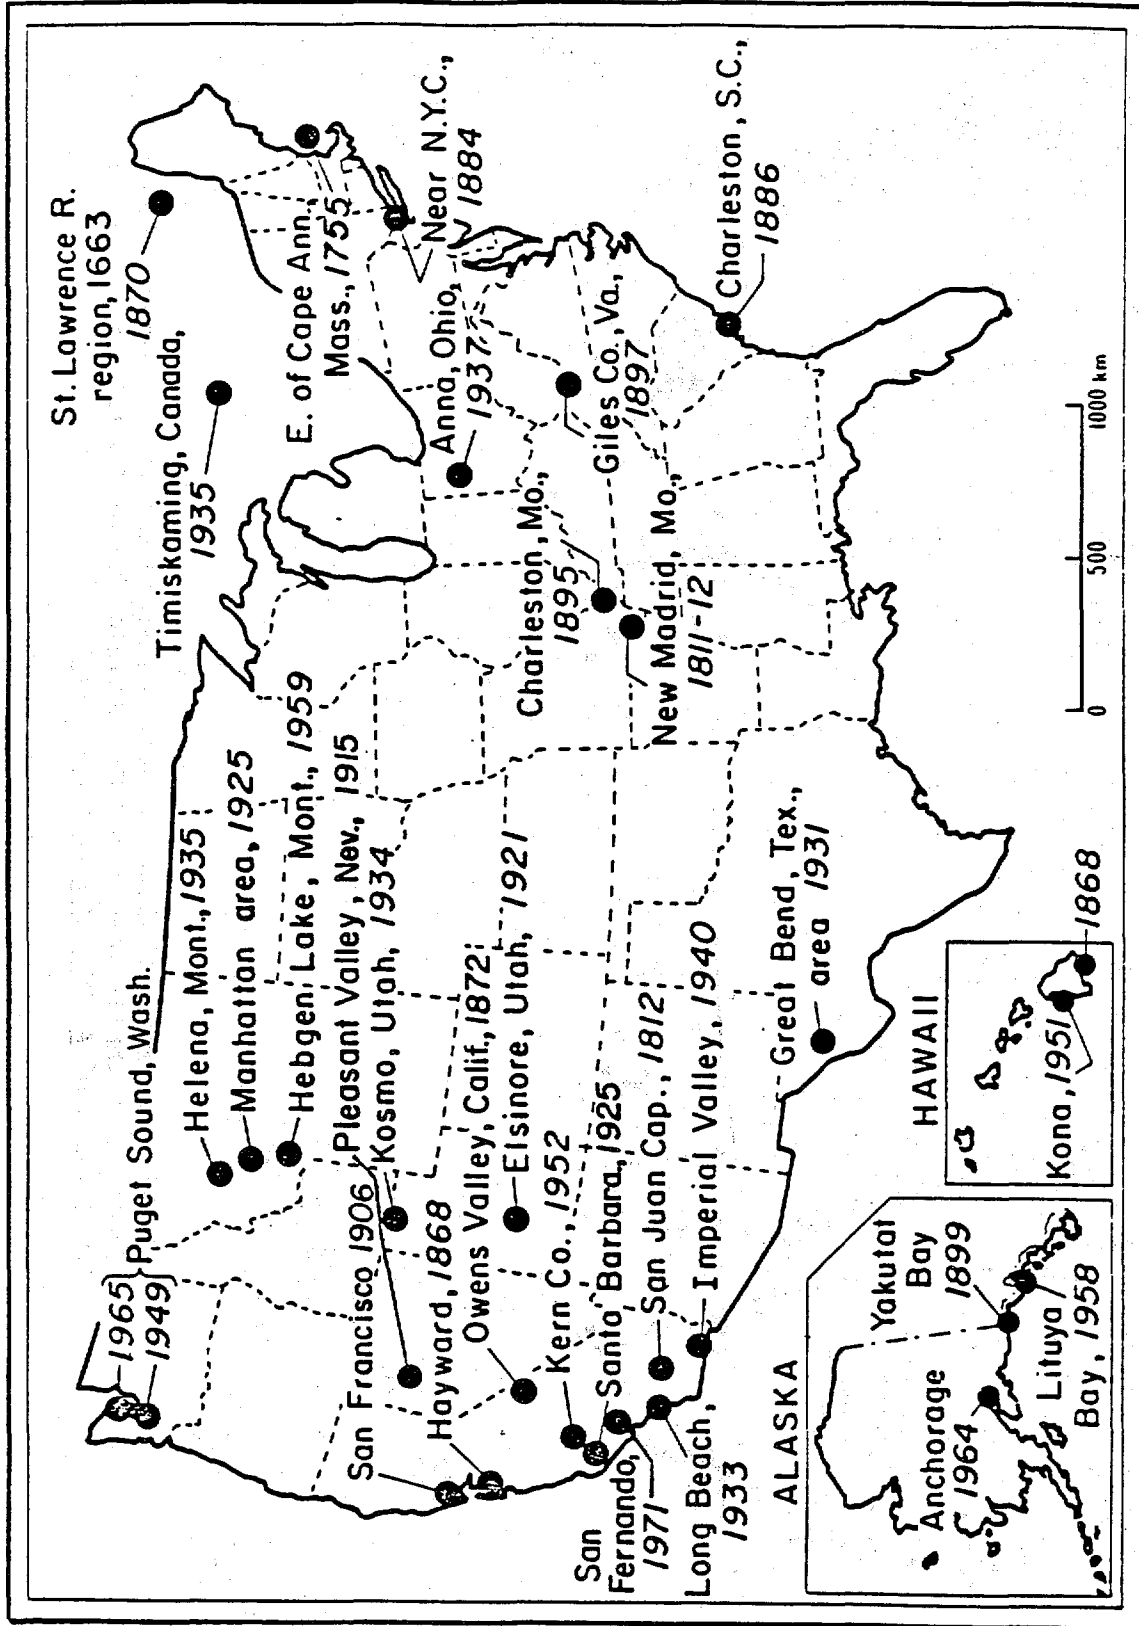 St. Lawrence R.
region, 1663
1870
Timiskaming, Canada,
1935
E. of Cape Ann,
Mass., 1755
Near N.Y.C.,
1884
Anna, Ohio,
1937
Giles Co., Va.,
1897
Charleston, S.C.,
1886
Charleston, Mo.,
1895
New Madrid, Mo.,
1811-12
Puget Sound, Wash.
1965
1949
Helena, Mont., 1935
Manhattan area, 1925
Hebgen Lake, Mont., 1959
Pleasant Valley, Nev., 1915
Kosmo, Utah, 1934
San Francisco 1906
Hayward, 1868
Owens Valley, Calif., 1872
Elsinore, Utah, 1921
Kern Co., 1952
Santa Barbara, 1925
San Juan Cap., 1812
Imperial Valley, 1940
San
Fernando,
1971
Long Beach,
1933
Great Bend, Tex.,
area 1931
0 500 1000 km
ALASKA
Anchorage
1964
Yakutat
Bay
1899
Lituya
Bay, 1958
HAWAII
Kona, 1951
1868